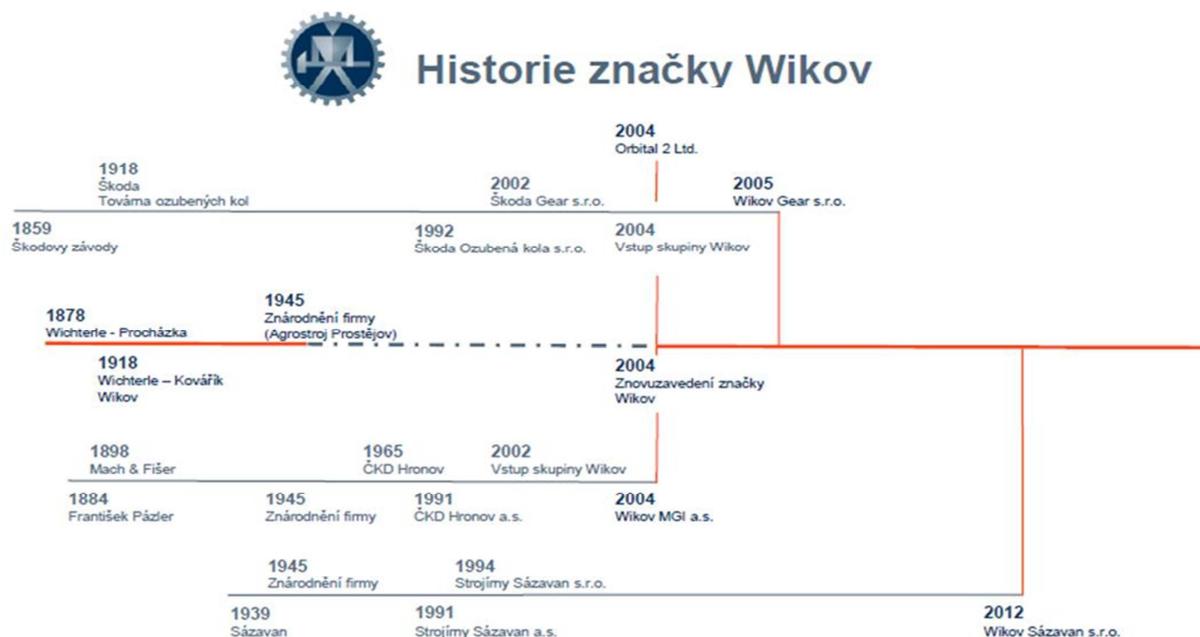 Historie značky Wikov
2004
Orbital 2 Ltd.
1918
Škoda
Továrna ozubených kol
2002
Škoda Gear s.r.o.
2005
Wikov Gear s.r.o.
1859
Škodovy závody
1992
Škoda Ozubená kola s.r.o.
2004
Vstup skupiny Wikov
1878
Wichterle - Procházka
1945
Znárodnění firmy
(Agrostroj Prostějov)
1918
Wichterle – Kovářík
Wikov
2004
Znovuzavedení značky
Wikov
1898
Mach & Fišer
1965
ČKD Hronov
2002
Vstup skupiny Wikov
1884
František Pázler
1945
Znárodnění firmy
1991
ČKD Hronov a.s.
2004
Wikov MGI a.s.
1945
Znárodnění firmy
1994
Strojírny Sázavan s.r.o.
1939
Sázavan
1991
Strojírny Sázavan a.s.
2012
Wikov Sázavan s.r.o.